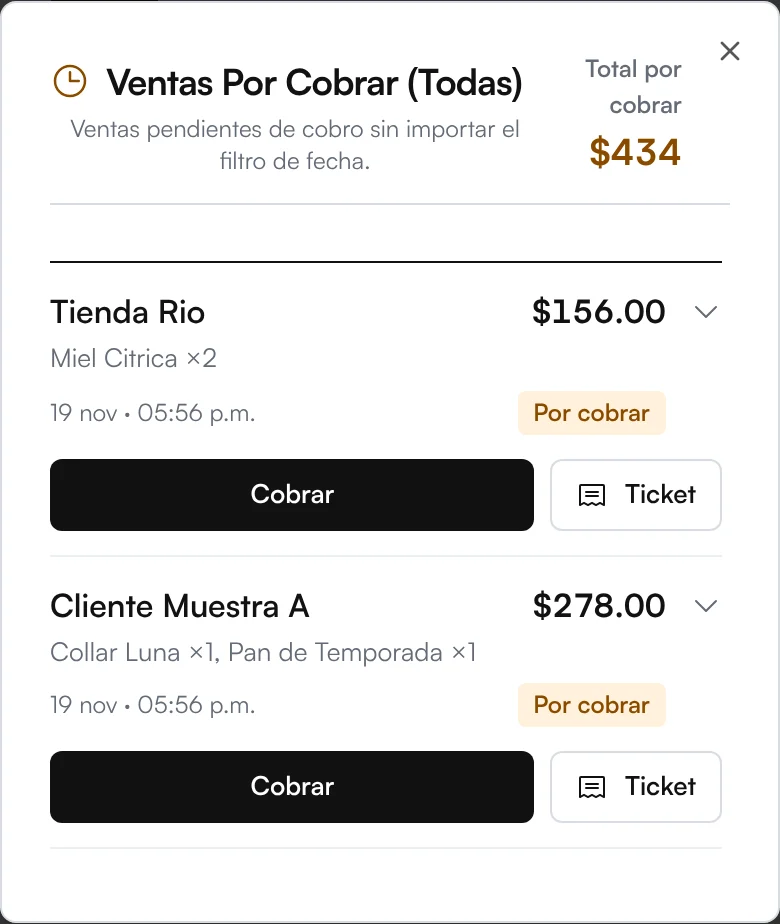 Ventas Por Cobrar (Todas)
Ventas pendientes de cobro sin importar el
filtro de fecha.
Total por
cobrar
$434
Tienda Rio
$156.00
Miel Citrica ×2
19 nov • 05:56 p.m.
Por cobrar
Cobrar
Ticket
Cliente Muestra A
$278.00
Collar Luna ×1, Pan de Temporada ×1
19 nov • 05:56 p.m.
Por cobrar
Cobrar
Ticket